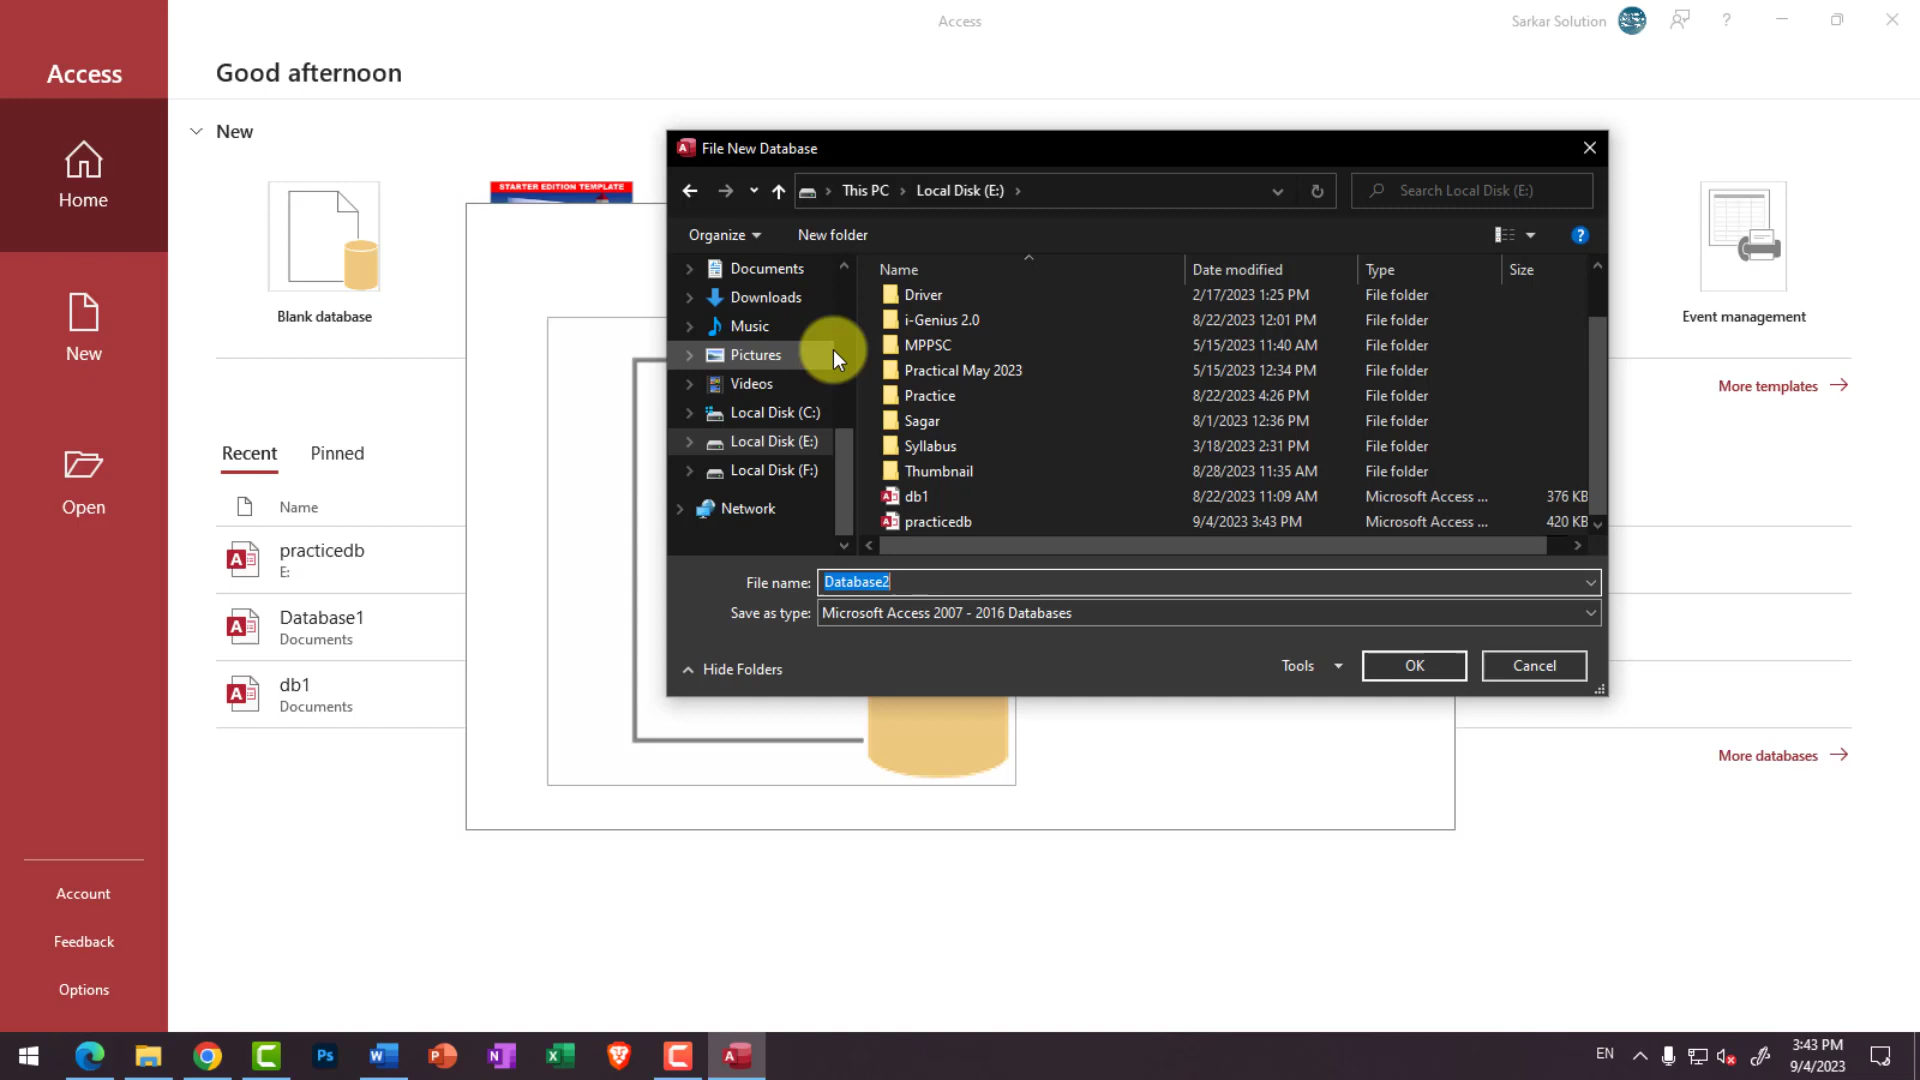 Access
Sarkar Solution
?
Access
Good afternoon
Home
New
Open
Account
Feedback
Options
New
Blank database
STARTER EDITION TEMPLATE
Event management
More templates
Recent
Pinned
Name
practicedb
E:
Database1
Documents
db1
Documents
More databases
File New Database
This PC > Local Disk (E:) >
Search Local Disk (E:)
Organize
New folder
?
Documents
Downloads
Music
Pictures
Videos
Local Disk (C:)
Local Disk (E:)
Local Disk (F:)
Network
Name Date modified Type Size
Driver 2/17/2023 1:25 PM File folder
i-Genius 2.0 8/22/2023 12:01 PM File folder
MPPSC 5/15/2023 11:40 AM File folder
Practical May 2023 5/15/2023 12:34 PM File folder
Practice 8/22/2023 4:26 PM File folder
Sagar 8/1/2023 12:36 PM File folder
Syllabus 3/18/2023 2:31 PM File folder
Thumbnail 8/28/2023 11:35 AM File folder
db1 8/22/2023 11:09 AM Microsoft Access ... 376 KB
practicedb 9/4/2023 3:43 PM Microsoft Access ... 420 KB
File name: Database2
Save as type: Microsoft Access 2007 - 2016 Databases
Hide Folders
Tools
OK
Cancel
Ps
EN
3:43 PM
9/4/2023